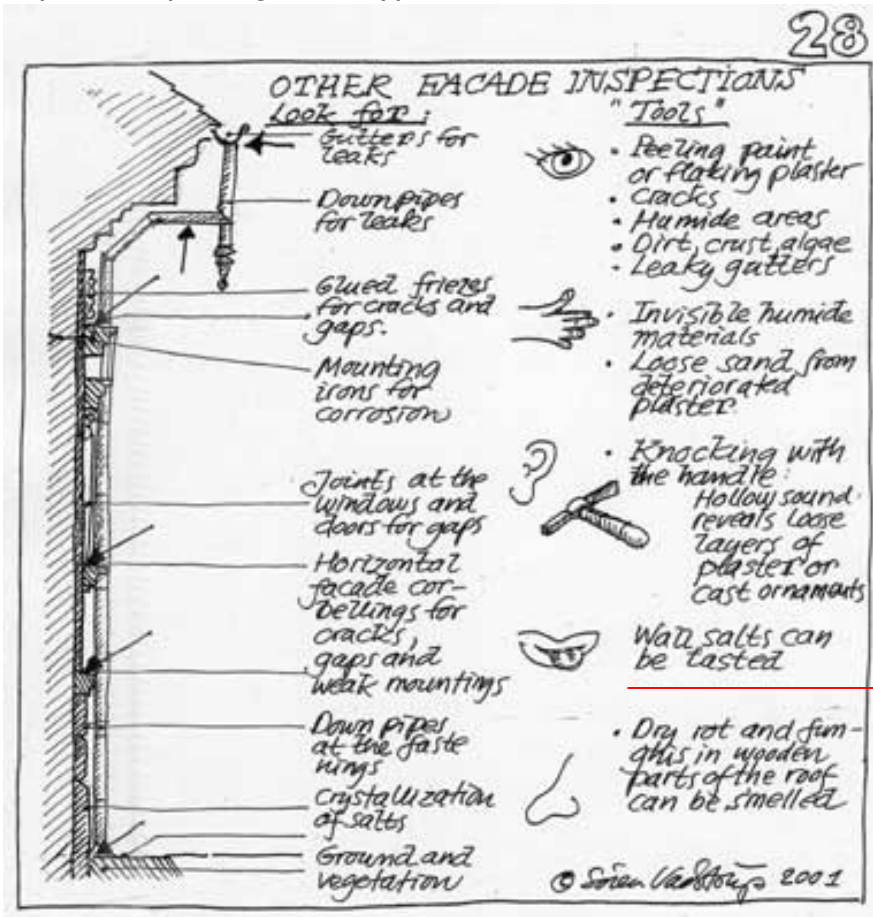 28
OTHER FACADE INSPECTIONS
Look for:
Gutters for
leaks
Downpipes
for leaks
Glued friezes
for cracks and
gaps.
Mounting
irons for
corrosion
Joints at the
windows and
doors for gaps
Horizontal
facade cor-
bellings for
cracks,
gaps and
weak mountings
Down pipes
at the faste
nings
Crystallization
of salts
Ground and
vegetation
"Tools"
• Peeling paint
or flaking plaster
• Cracks
• Humide areas
• Dirt, crust, algae
• Leaky gutters
• Invisible humide
materials
• Loose sand from
deteriorated
plaster.
• Knocking with
the handle:
Hollow sound
reveals loose
layers of
plaster or
cast ornaments
Wall salts can
be tasted
• Dry rot and fun-
ghis in wooden
parts of the roof
can be smelled
© Søren Vadstrup 2001